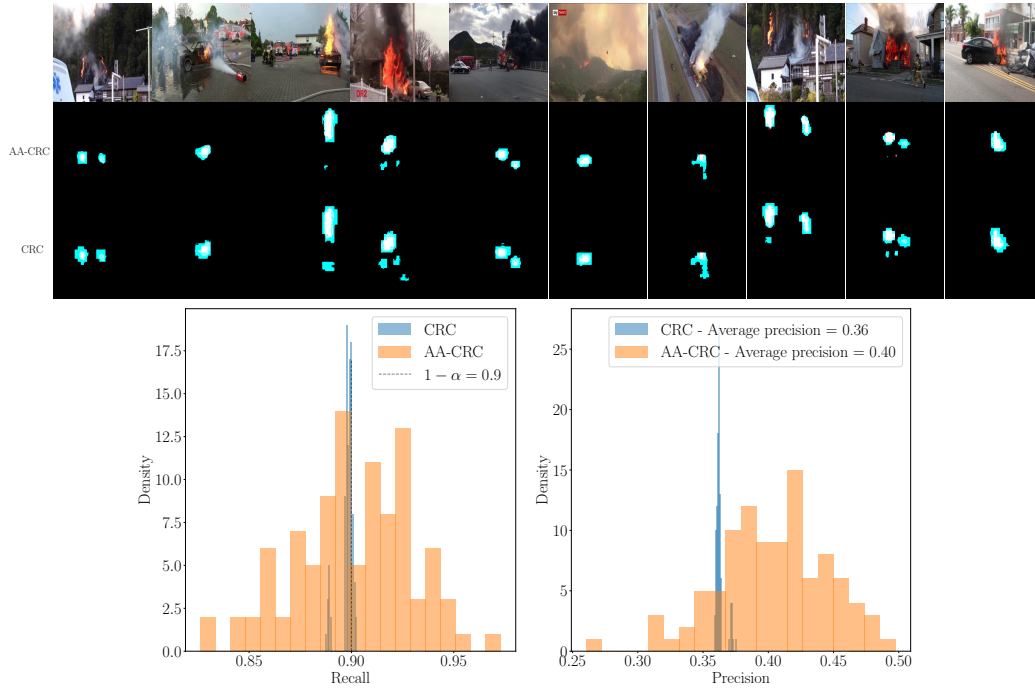 DR2
AA-CRC
CRC
CRC
AA-CRC
1 − α = 0.9
17.5
15.0
12.5
10.0
7.5
5.0
2.5
0.0
Density
0.85
0.90
0.95
Recall
CRC - Average precision = 0.36
AA-CRC - Average precision = 0.40
25
20
15
10
5
0
Density
0.25
0.30
0.35
0.40
0.45
0.50
Precision